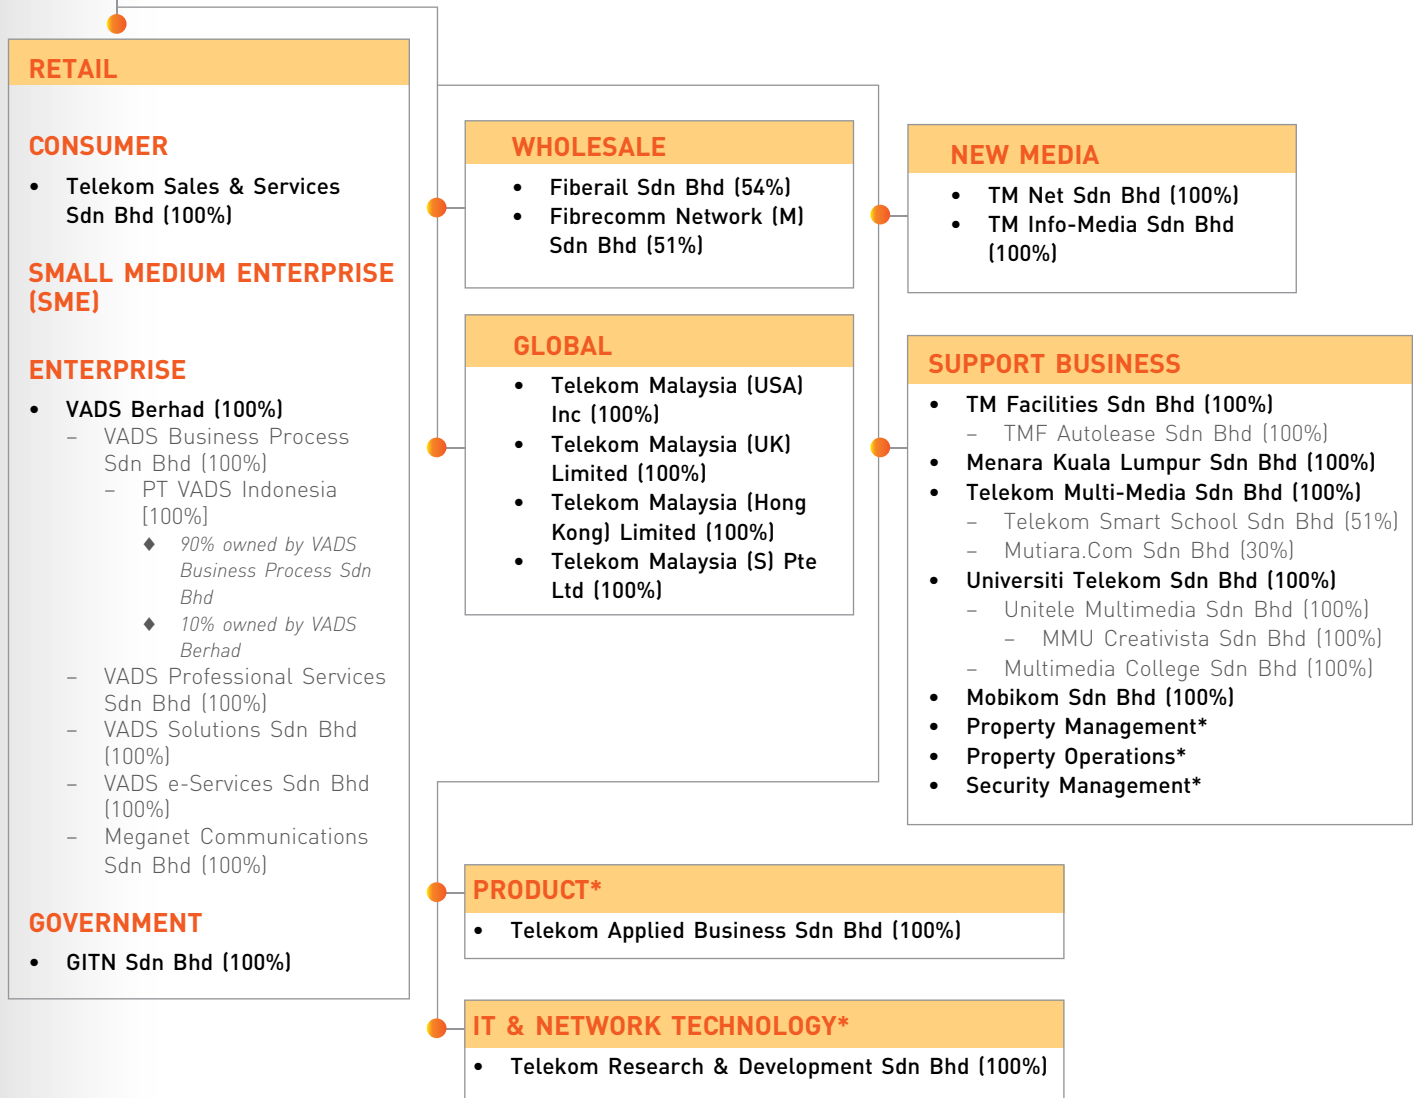 RETAIL
CONSUMER
• Telekom Sales & Services
Sdn Bhd (100%)
SMALL MEDIUM ENTERPRISE
(SME)
ENTERPRISE
• VADS Berhad (100%)
– VADS Business Process
Sdn Bhd (100%)
– PT VADS Indonesia
[100%]
♦ 90% owned by VADS
Business Process Sdn
Bhd
♦ 10% owned by VADS
Berhad
– VADS Professional Services
Sdn Bhd (100%)
– VADS Solutions Sdn Bhd
(100%)
– VADS e-Services Sdn Bhd
(100%)
– Meganet Communications
Sdn Bhd (100%)
GOVERNMENT
• GITN Sdn Bhd (100%)
WHOLESALE
• Fiberail Sdn Bhd (54%)
• Fibrecomm Network (M)
Sdn Bhd (51%)
GLOBAL
• Telekom Malaysia (USA)
Inc (100%)
• Telekom Malaysia (UK)
Limited (100%)
• Telekom Malaysia (Hong
Kong) Limited (100%)
• Telekom Malaysia (S) Pte
Ltd (100%)
NEW MEDIA
• TM Net Sdn Bhd (100%)
• TM Info-Media Sdn Bhd
(100%)
SUPPORT BUSINESS
• TM Facilities Sdn Bhd (100%)
– TMF Autolease Sdn Bhd (100%)
• Menara Kuala Lumpur Sdn Bhd (100%)
• Telekom Multi-Media Sdn Bhd (100%)
– Telekom Smart School Sdn Bhd (51%)
– Mutiara.Com Sdn Bhd (30%)
• Universiti Telekom Sdn Bhd (100%)
– Unitele Multimedia Sdn Bhd (100%)
– MMU Creativista Sdn Bhd (100%)
– Multimedia College Sdn Bhd (100%)
• Mobikom Sdn Bhd (100%)
• Property Management*
• Property Operations*
• Security Management*
PRODUCT*
• Telekom Applied Business Sdn Bhd (100%)
IT & NETWORK TECHNOLOGY*
• Telekom Research & Development Sdn Bhd (100%)